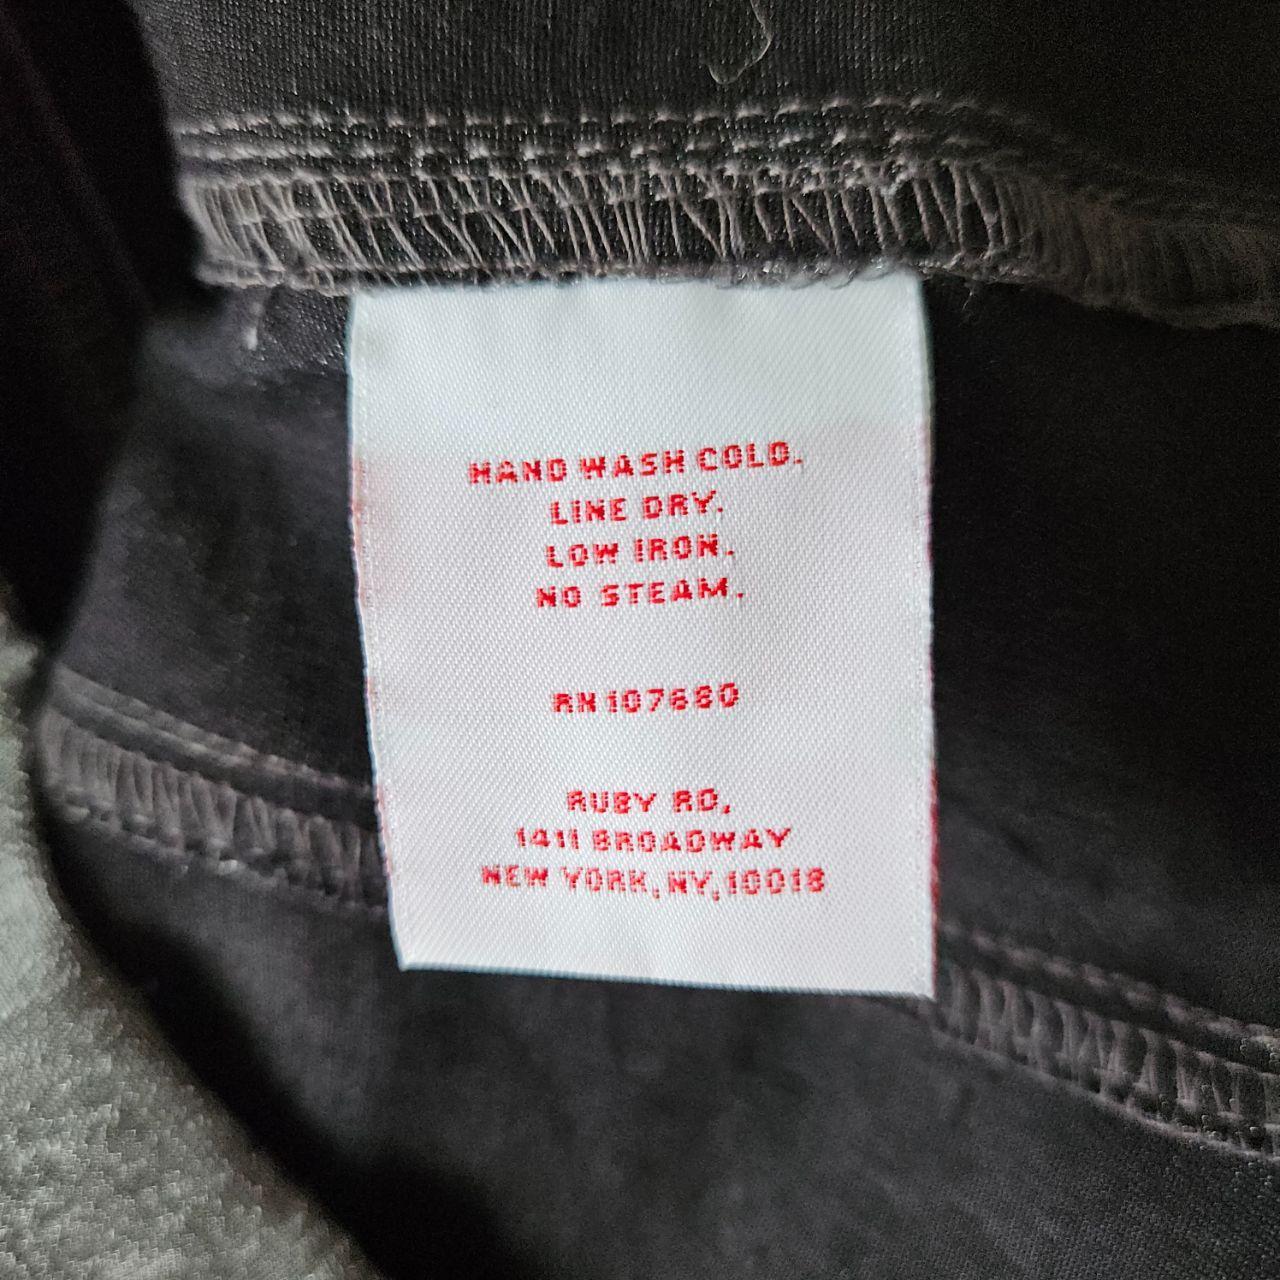 HAND WASH COLD.
LINE DRY.
LOW IRON.
NO STEAM.
RN 107680
RUBY RD,
1411 BROADWAY
NEW YORK, NY, 10018